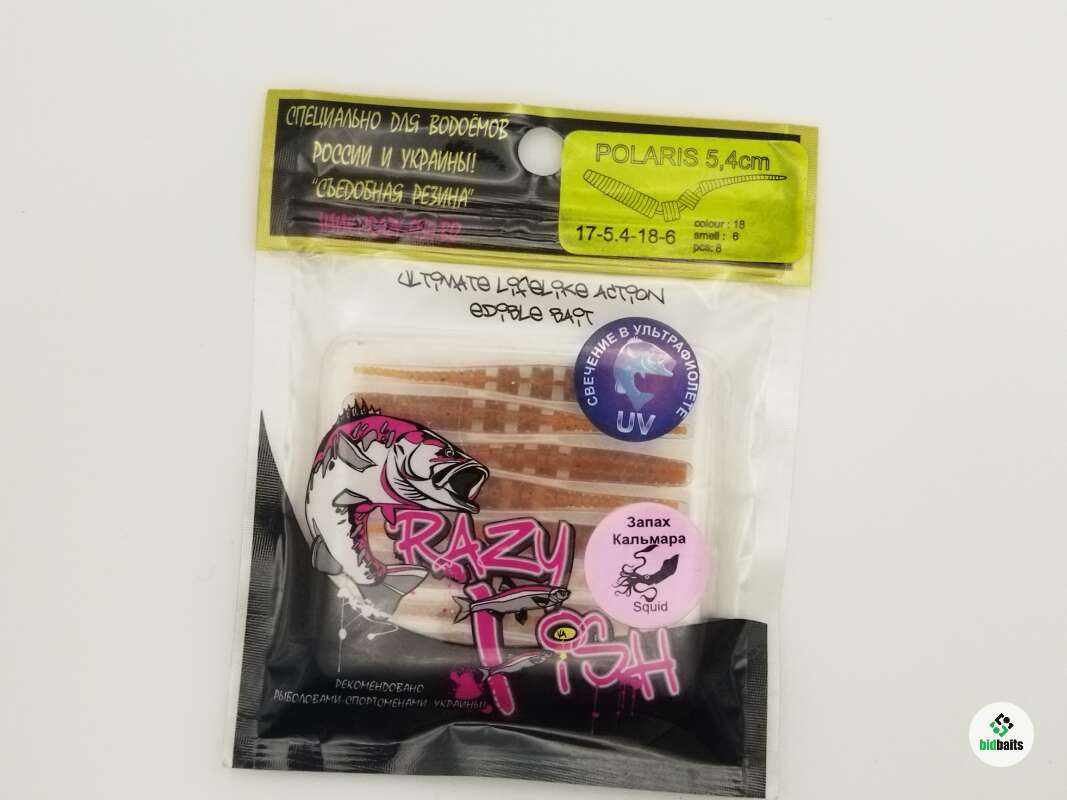 СПЕЦИАЛЬНО ДЛЯ ВОДОЁМОВ
РОССИИ И УКРАИНЫ!
"СЪЕДОБНАЯ РЕЗИНА"
POLARIS 5,4cm
17-5.4-18-6
colour : 18
smell : 6
pcs: 6
ULTIMATE LIFELIKE ACTION
EDIBLE BAIT
СВЕЧЕНИЕ В УЛЬТРАФИОЛЕТЕ
UV
Запах
Кальмара
Squid
CRAZY
FISH
РЕКОМЕНДОВАНО
РЫБОЛОВАМИ-СПОРТСМЕНАМИ УКРАИНЫ!
bidbaits